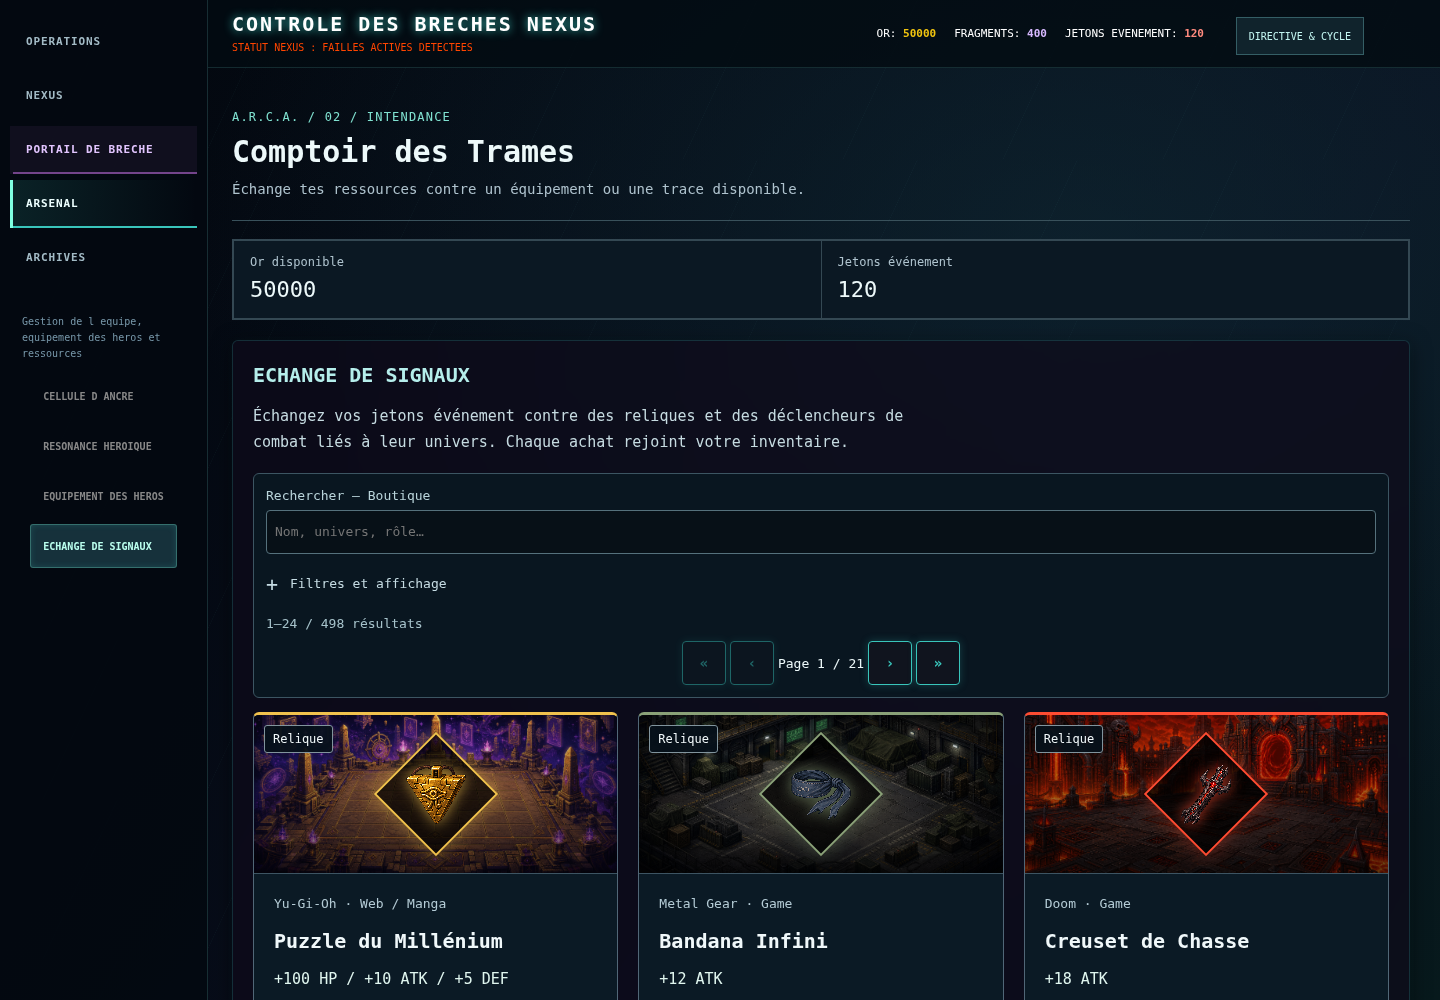 OPERATIONS
NEXUS
PORTAIL DE BRECHE
ARSENAL
ARCHIVES
Gestion de l equipe,
equipement des heros et
ressources
CELLULE D ANCRE
RESONANCE HEROIQUE
EQUIPEMENT DES HEROS
ECHANGE DE SIGNAUX
CONTROLE DES BRECHES NEXUS
STATUT NEXUS : FAILLES ACTIVES DETECTEES
OR: 50000 FRAGMENTS: 400 JETONS EVENEMENT: 120
DIRECTIVE & CYCLE
A.R.C.A. / 02 / INTENDANCE
Comptoir des Trames
Échange tes ressources contre un équipement ou une trace disponible.
Or disponible
50000
Jetons événement
120
ECHANGE DE SIGNAUX
Échangez vos jetons événement contre des reliques et des déclencheurs de
combat liés à leur univers. Chaque achat rejoint votre inventaire.
Rechercher — Boutique
Nom, univers, rôle…
+ Filtres et affichage
1–24 / 498 résultats
« ‹ Page 1 / 21 › »
Relique
Yu-Gi-Oh · Web / Manga
Puzzle du Millénium
+100 HP / +10 ATK / +5 DEF
Relique
Metal Gear · Game
Bandana Infini
+12 ATK
Relique
Doom · Game
Creuset de Chasse
+18 ATK